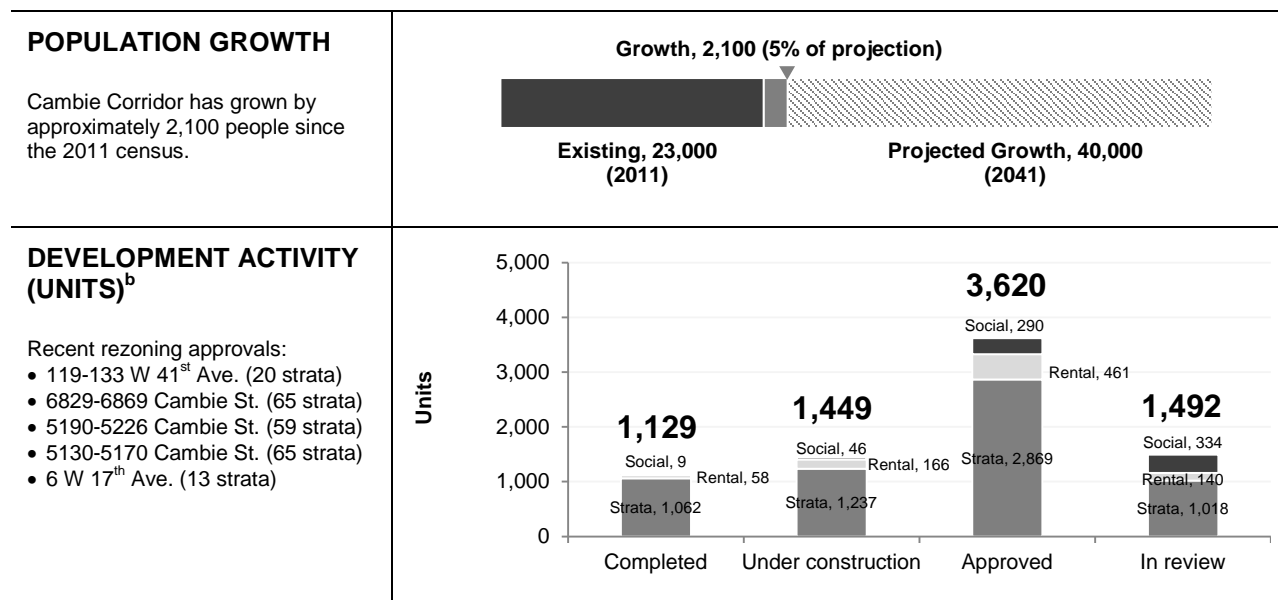 POPULATION GROWTH
Cambie Corridor has grown by
approximately 2,100 people since
the 2011 census.
Growth, 2,100 (5% of projection)
Existing, 23,000
(2011)
Projected Growth, 40,000
(2041)
DEVELOPMENT ACTIVITY
(UNITS)b
Recent rezoning approvals:
• 119-133 W 41st Ave. (20 strata)
• 6829-6869 Cambie St. (65 strata)
• 5190-5226 Cambie St. (59 strata)
• 5130-5170 Cambie St. (65 strata)
• 6 W 17th Ave. (13 strata)
Units
5,000
4,000
3,000
2,000
1,000
0
1,129
Social, 9
Rental, 58
Strata, 1,062
Completed
1,449
Social, 46
Rental, 166
Strata, 1,237
Under construction
3,620
Social, 290
Rental, 461
Strata, 2,869
Approved
1,492
Social, 334
Rental, 140
Strata, 1,018
In review